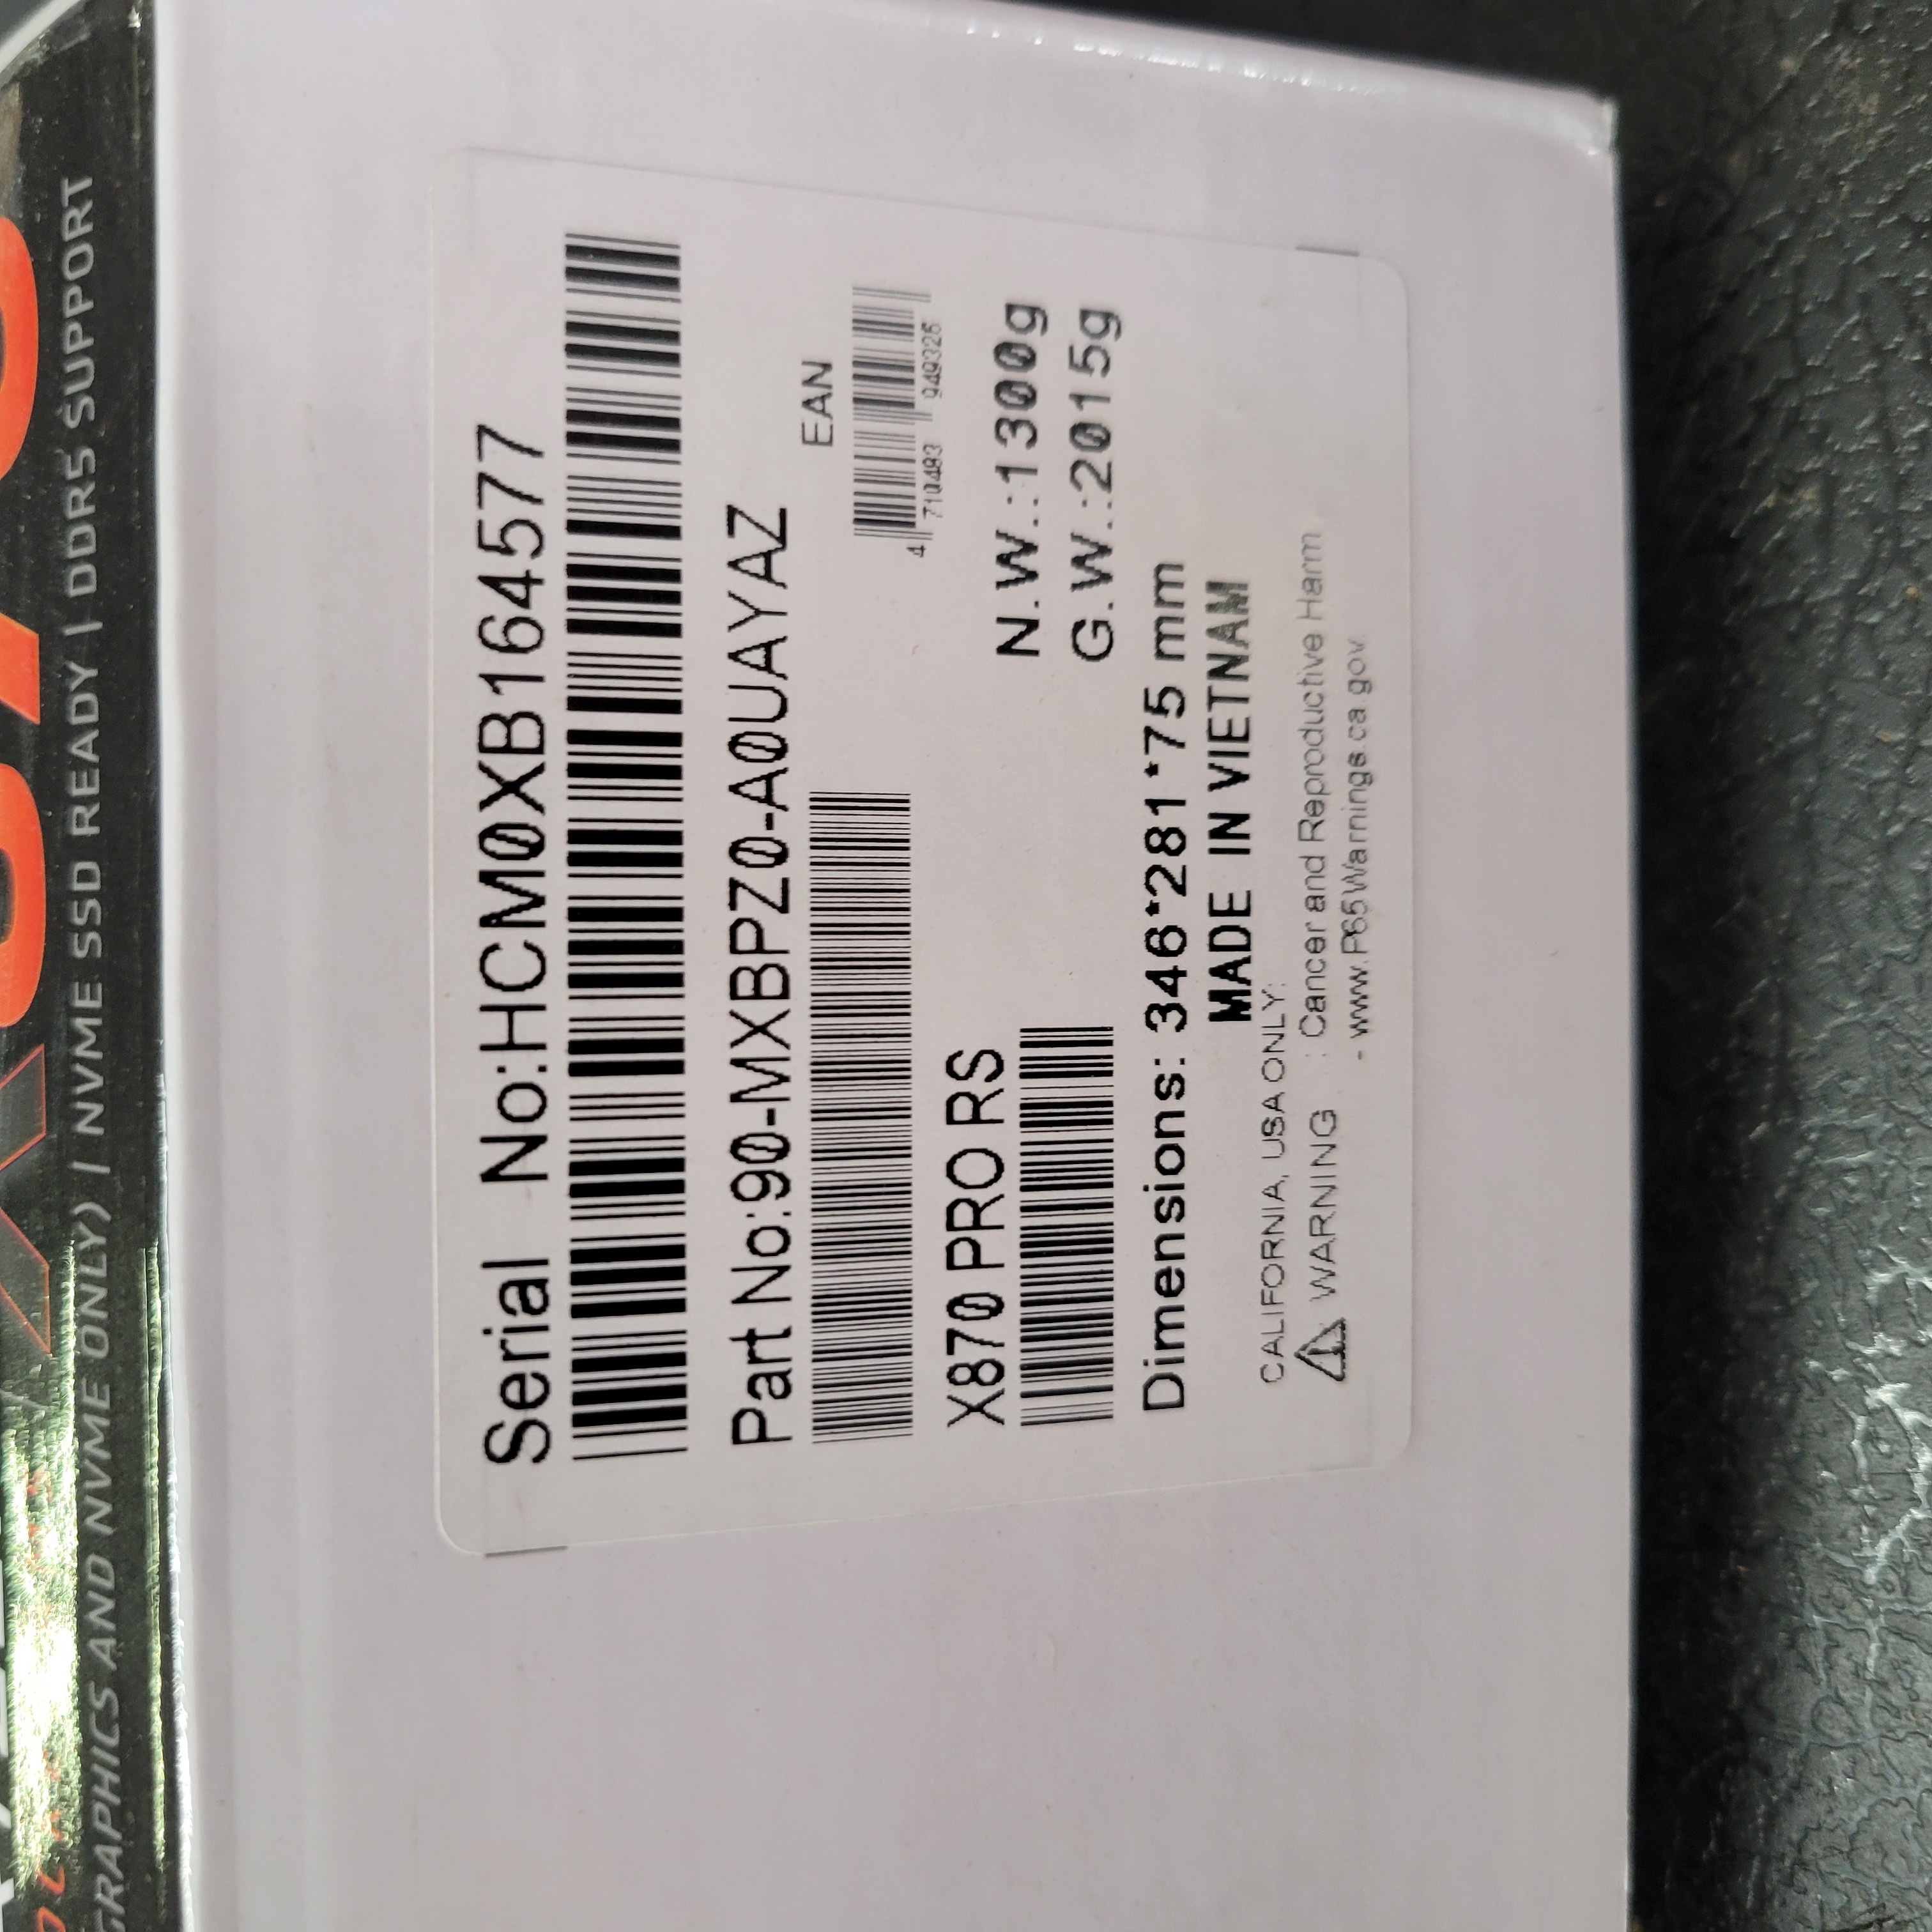 GRAPHICS AND NVME ONLY) | NVME SSD READY | DDR5 SUPPORT
Serial No:HCM0XB164577
Part No:90-MXBPZ0-A0UAYAZ
EAN
4 710483 949326
X870 PRO RS
N.W.:1300g
G.W.:2015g
Dimensions: 346*281*75 mm
MADE IN VIETNAM
CALIFORNIA, USA ONLY:
WARNING : Cancer and Reproductive Harm
- www.P65Warnings.ca.gov.